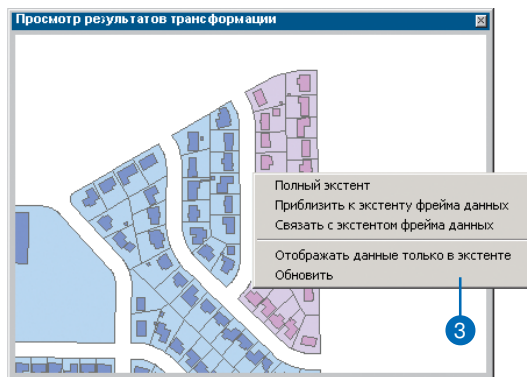 Просмотр результатов трансформации
Полный экстент
Приблизить к экстенту фрейма данных
Связать с экстентом фрейма данных
Отображать данные только в экстенте
Обновить
3